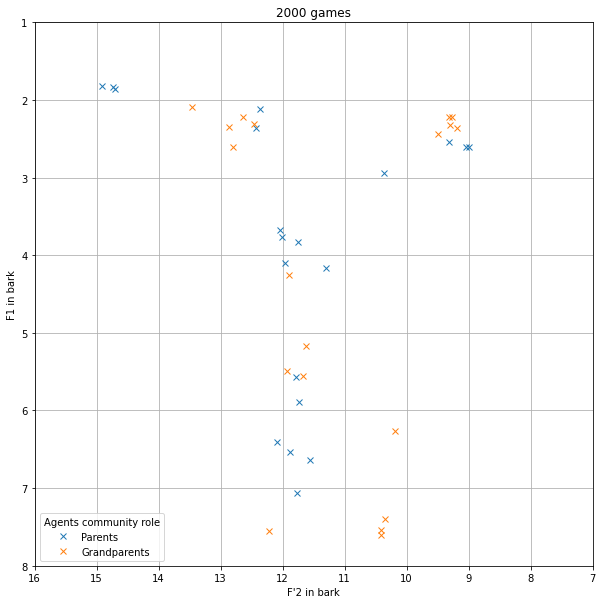 2000 games
1
2
3
4
5
6
7
8
F1 in bark
Agents community role
Parents
Grandparents
16 15 14 13 12 11 10 9 8 7
F'2 in bark